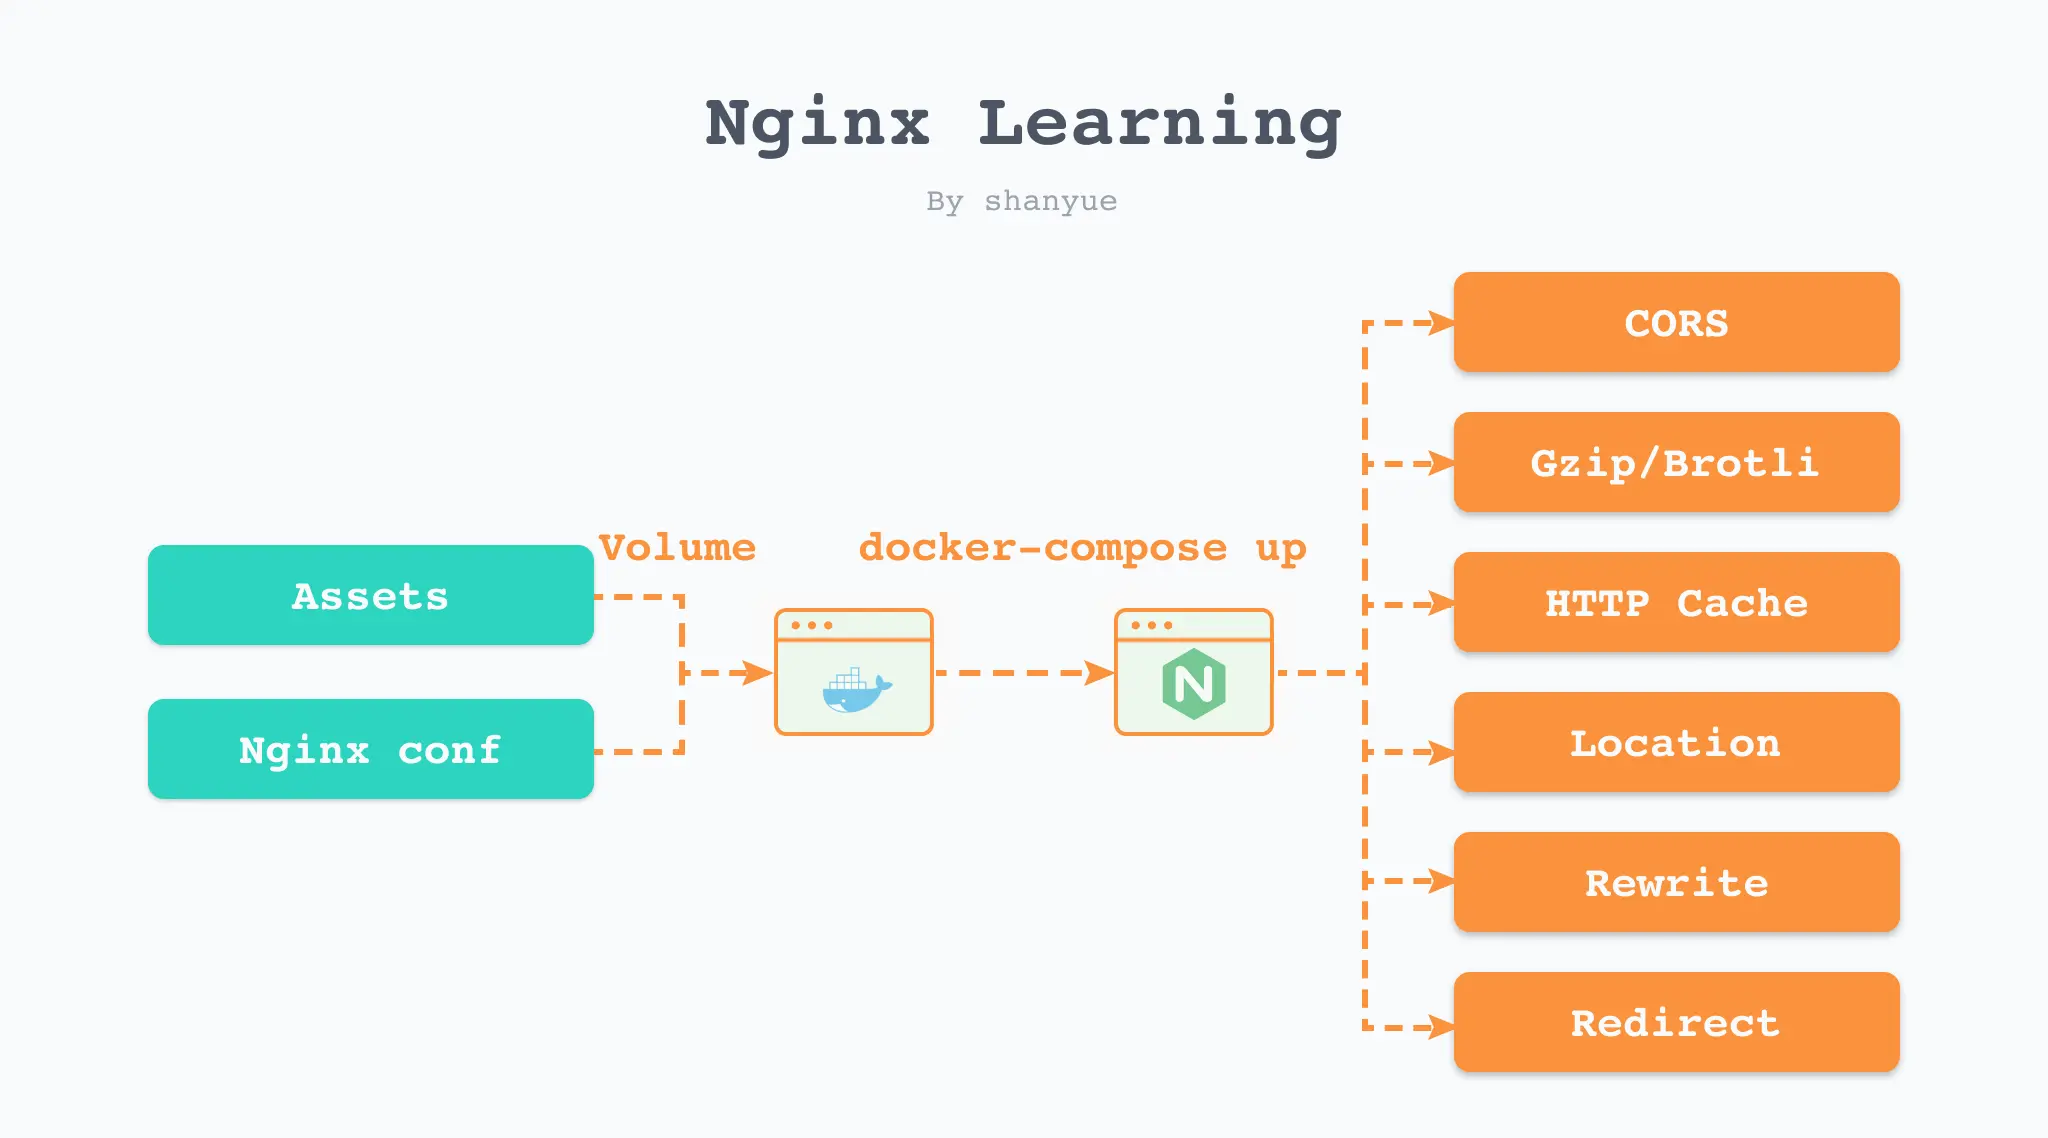 Nginx Learning
By shanyue
Assets
Nginx conf
Volume
docker-compose up
N
CORS
Gzip/Brotli
HTTP Cache
Location
Rewrite
Redirect